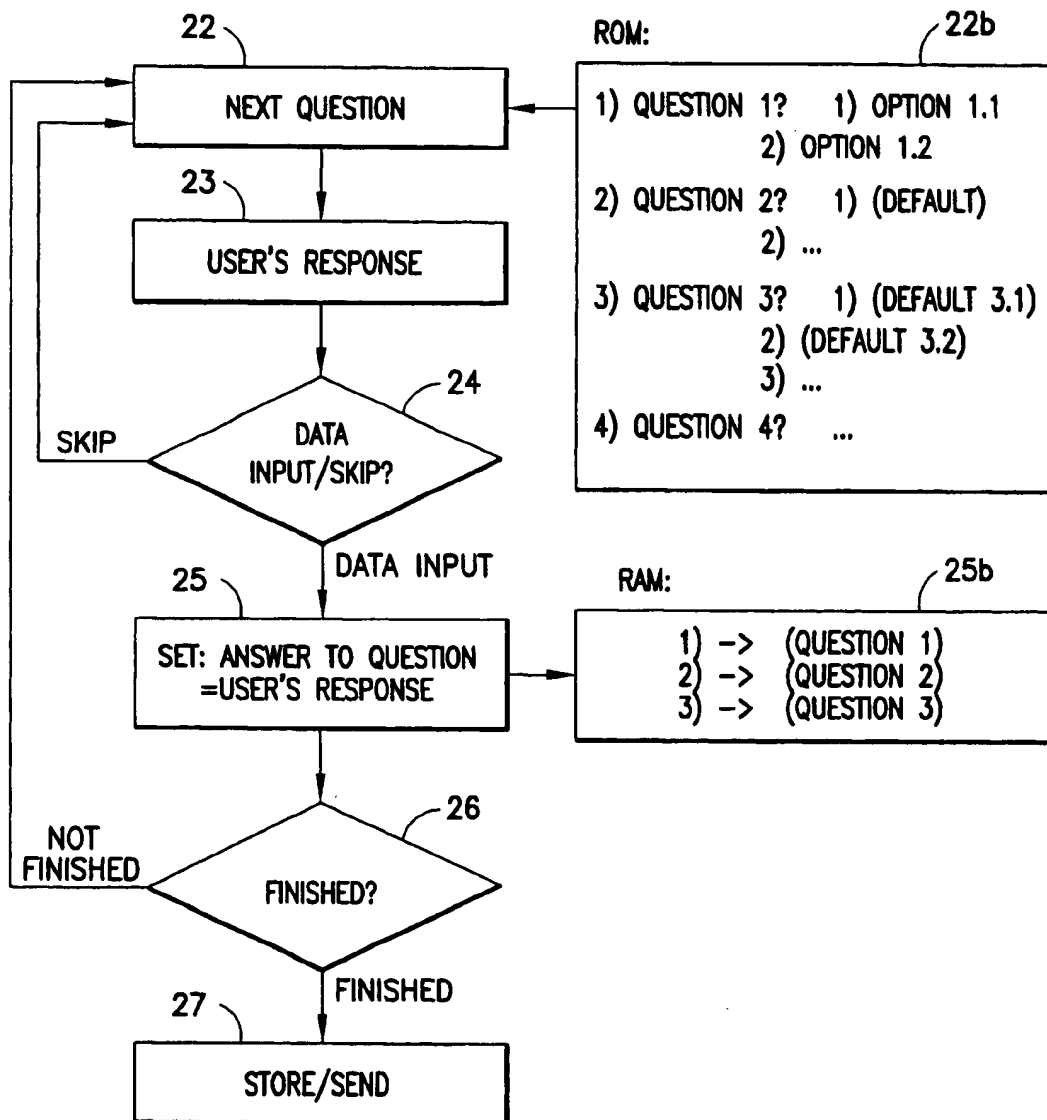 22
NEXT QUESTION
23
USER'S RESPONSE
24
DATA
INPUT/SKIP?
SKIP
DATA INPUT
25
SET: ANSWER TO QUESTION
=USER'S RESPONSE
26
NOT
FINISHED
FINISHED?
FINISHED
27
STORE/SEND
ROM:
22b
1) QUESTION 1? 1) OPTION 1.1
2) OPTION 1.2
2) QUESTION 2? 1) (DEFAULT)
2) ...
3) QUESTION 3? 1) (DEFAULT 3.1)
2) (DEFAULT 3.2)
3) ...
4) QUESTION 4? ...
RAM:
25b
1) -> (QUESTION 1)
2) -> (QUESTION 2)
3) -> (QUESTION 3)